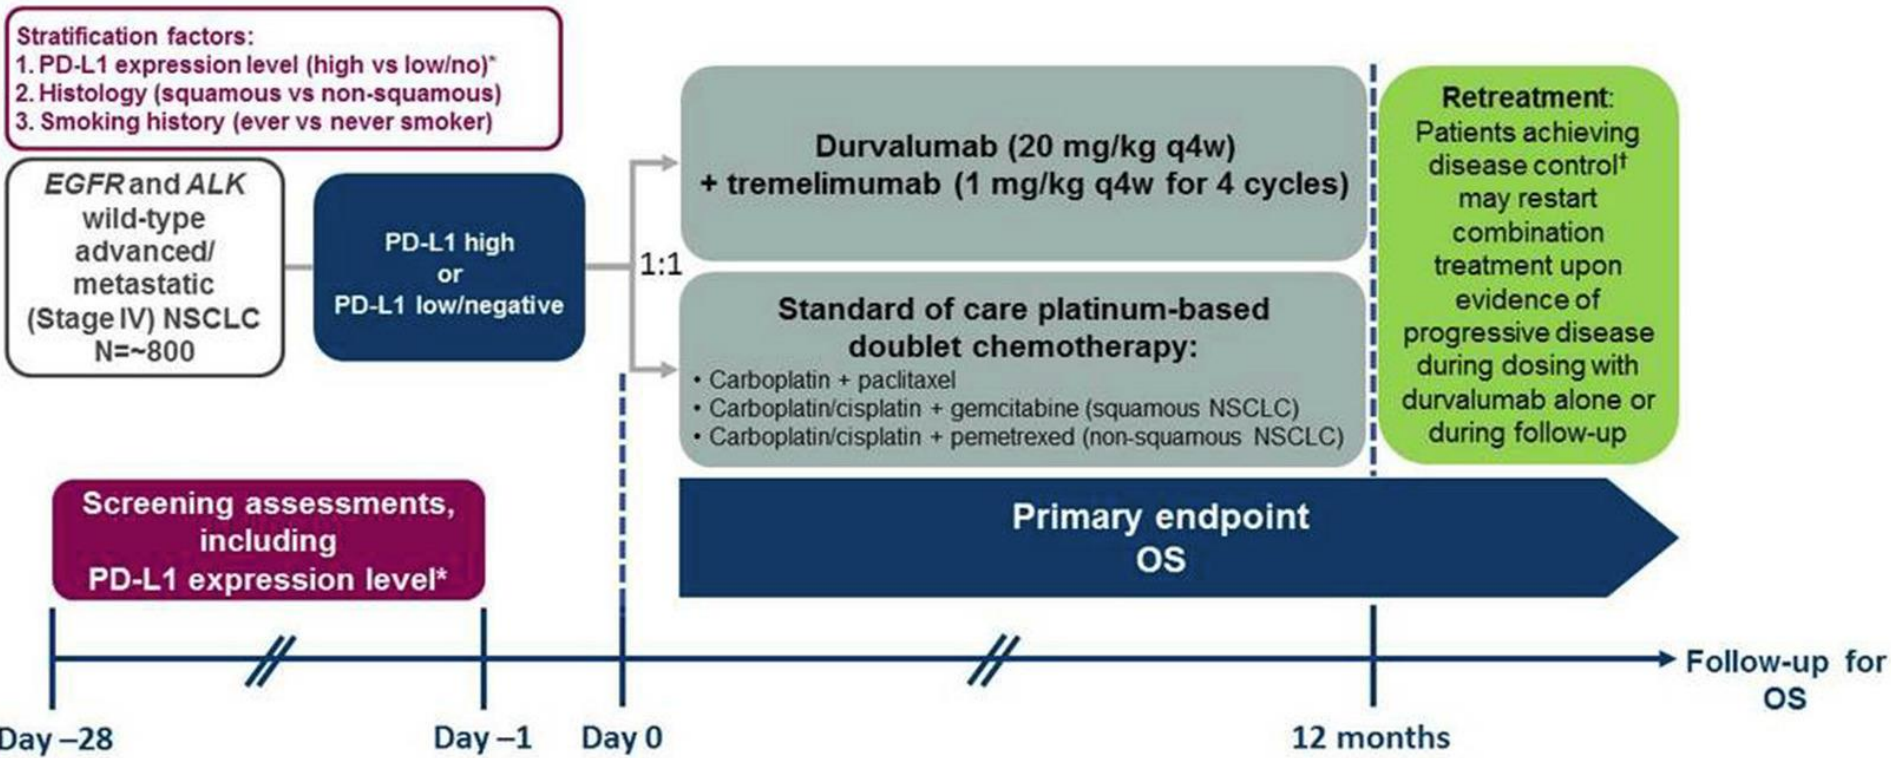 Stratification factors:
1. PD-L1 expression level (high vs low/no)*
2. Histology (squamous vs non-squamous)
3. Smoking history (ever vs never smoker)
EGFR and ALK
wild-type
advanced/
metastatic
(Stage IV) NSCLC
N=~800
PD-L1 high
or
PD-L1 low/negative
1:1
Durvalumab (20 mg/kg q4w)
+ tremelimumab (1 mg/kg q4w for 4 cycles)
Standard of care platinum-based
doublet chemotherapy:
• Carboplatin + paclitaxel
• Carboplatin/cisplatin + gemcitabine (squamous NSCLC)
• Carboplatin/cisplatin + pemetrexed (non-squamous NSCLC)
Retreatment:
Patients achieving
disease control†
may restart
combination
treatment upon
evidence of
progressive disease
during dosing with
durvalumab alone or
during follow-up
Screening assessments,
including
PD-L1 expression level*
Primary endpoint
OS
Day –28
Day –1
Day 0
12 months
Follow-up for
OS